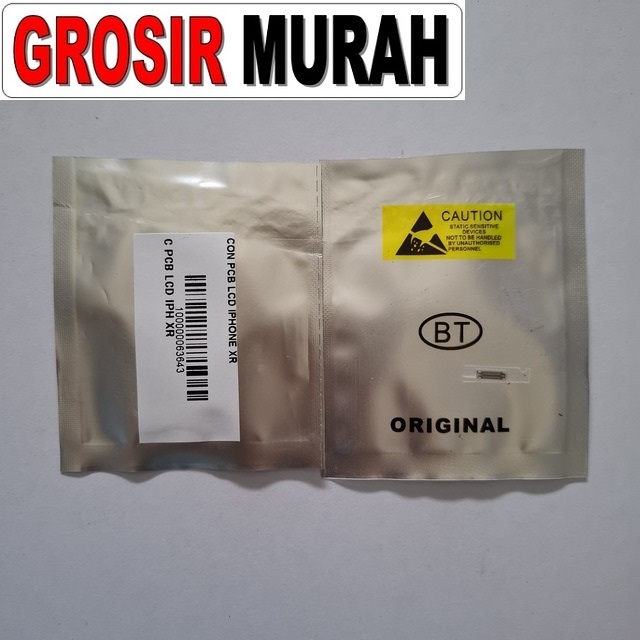 GROSIR MURAH
CON PCB LCD IPHONE XR
100000063643
C PCB LCD IPH XR
CAUTION
STATIC SENSITIVE
DEVICES
NOT TO BE HANDLED
BY UNAUTHORISED
PERSONNEL
BT
ORIGINAL